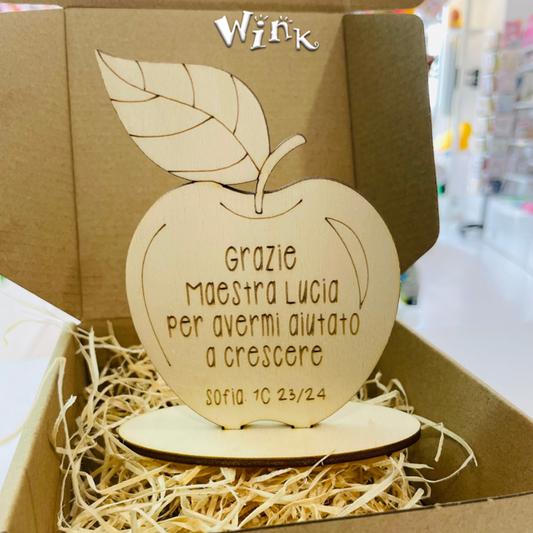 Wink
Grazie
Maestra Lucia
per avermi aiutato
a crescere
Sofia 1C 23/24